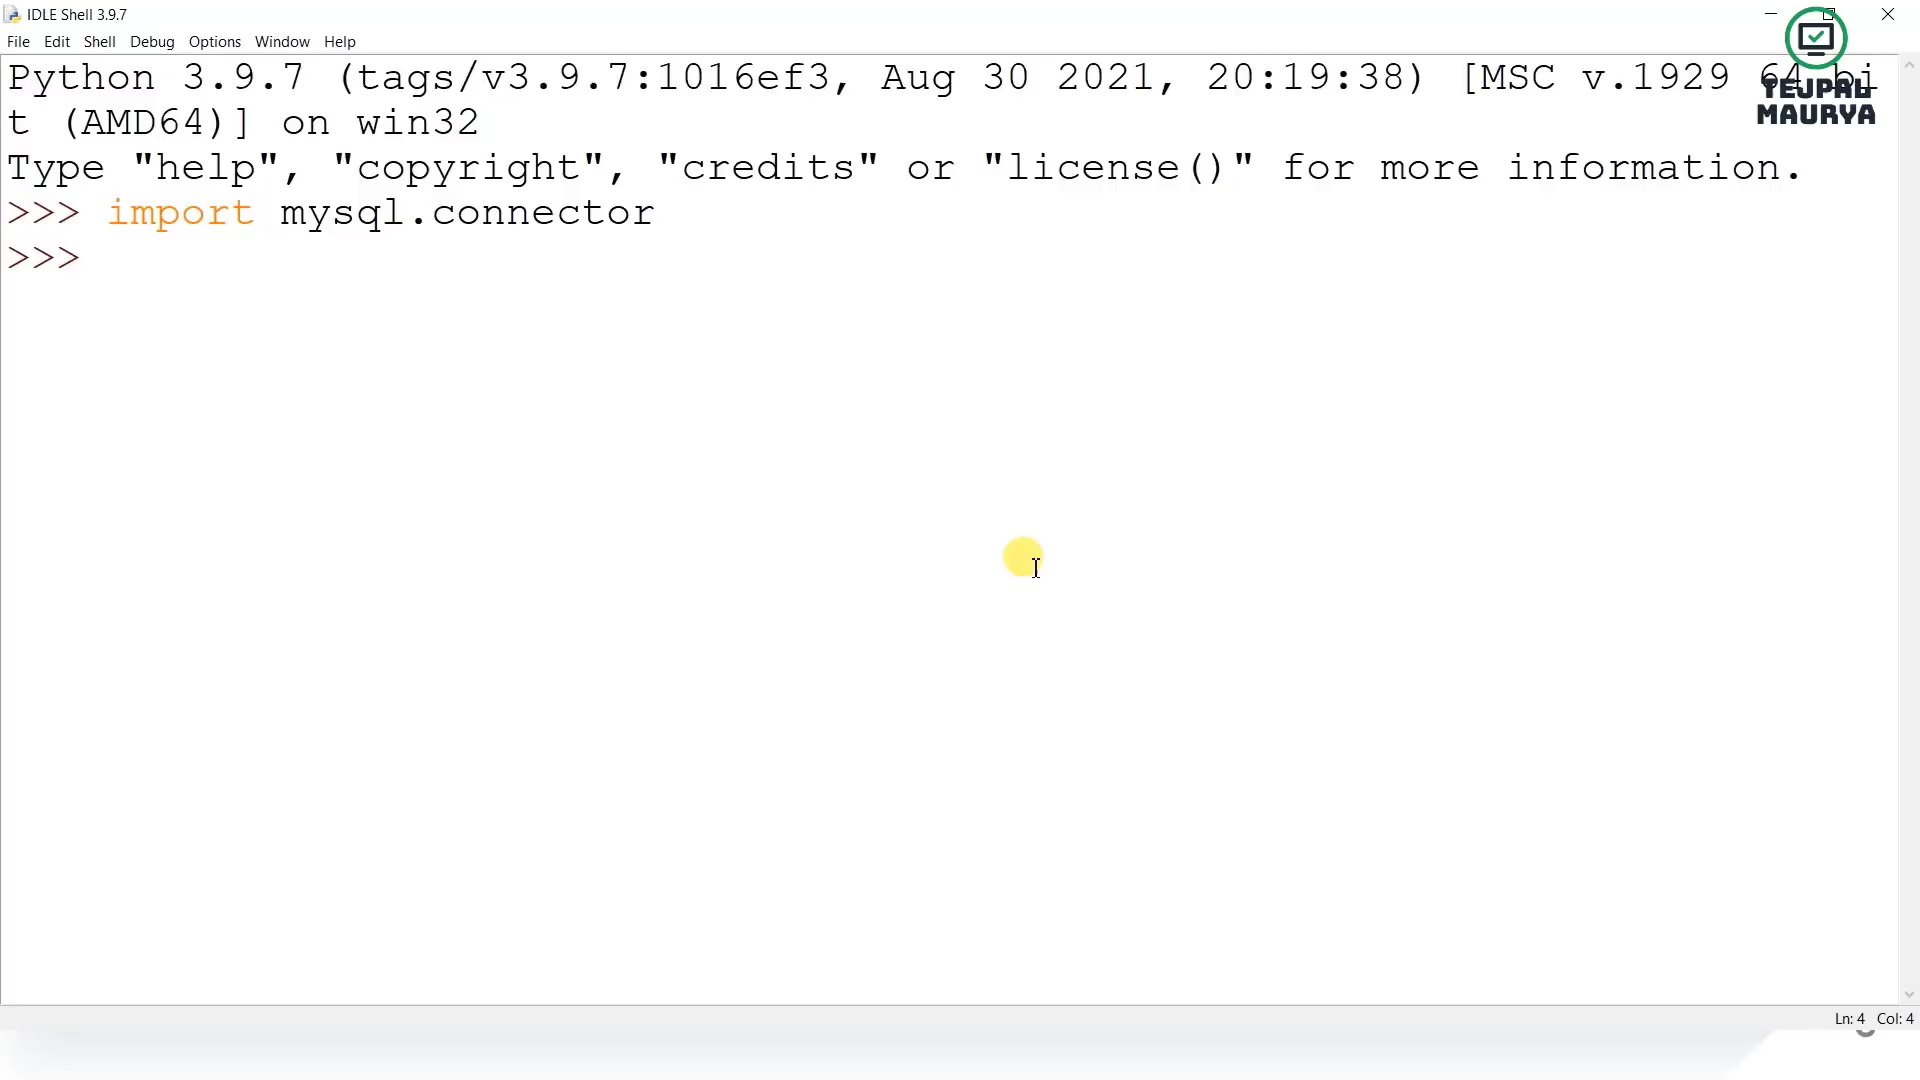 IDLE Shell 3.9.7
File Edit Shell Debug Options Window Help
Python 3.9.7 (tags/v3.9.7:1016ef3, Aug 30 2021, 20:19:38) [MSC v.1929 64 bi
t (AMD64)] on win32
Type "help", "copyright", "credits" or "license()" for more information.
>>> import mysql.connector
>>>
TEJPAL
MAURYA
Ln: 4 Col: 4